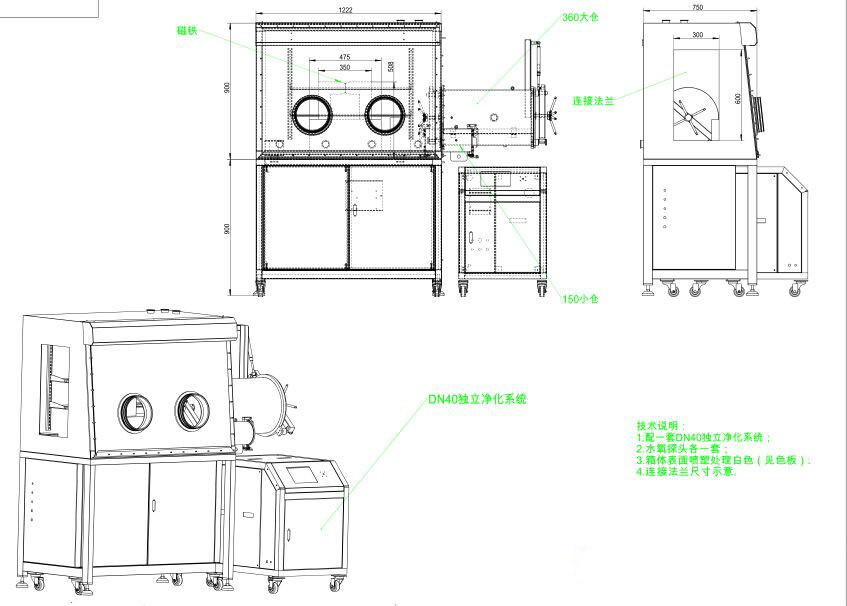 1222
750
磁铁
360大仓
300
475
350
508
900
连接法兰
600
900
150小仓
DN40独立净化系统
技术说明：
1.配一套DN40独立净化系统；
2.水氧探头各一套；
3.箱体表面喷塑处理白色（见色板）.
4.连接法兰尺寸示意.